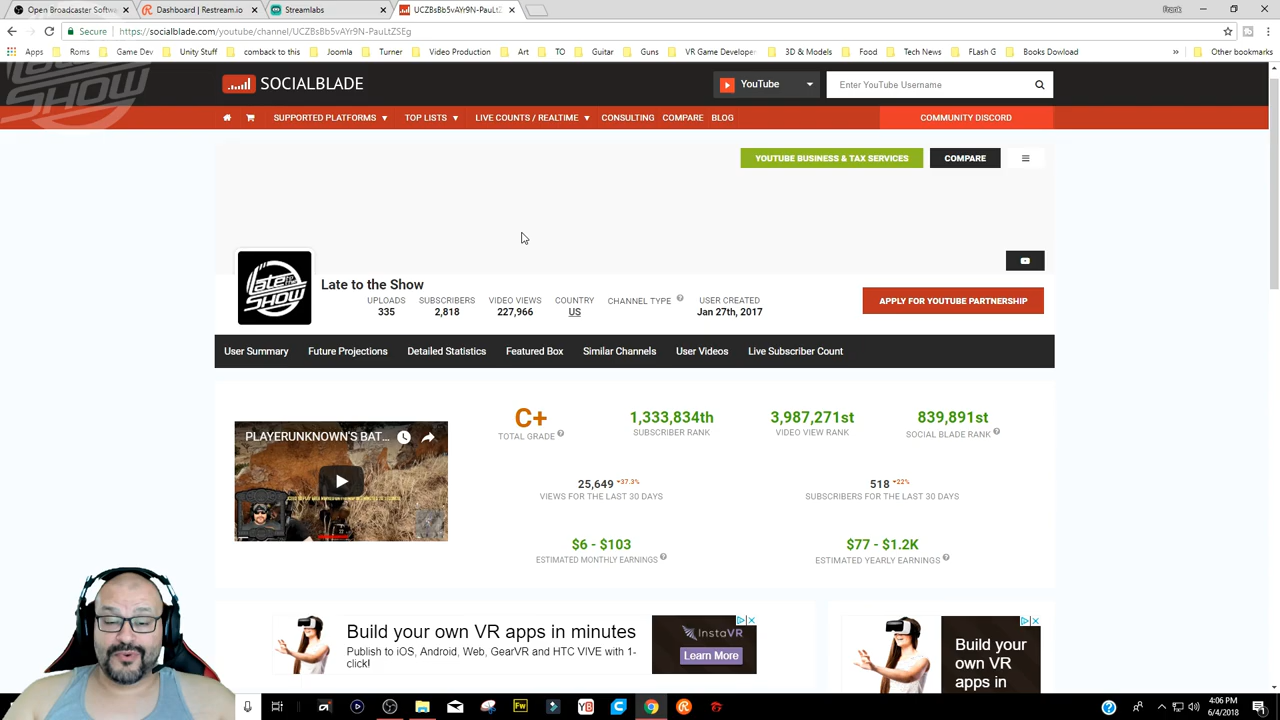 Open Broadcaster Softwa
Dashboard | Restream.io
Streamlabs
UCZBsBb5vAYr9N-PauLt
Frank
Secure
https://socialblade.com/youtube/channel/UCZBsBb5vAYr9N-PauLtZSEg
Apps
Roms
Game Dev
Unity Stuff
comback to this
Joomla
Turner
Video Production
Art
TO
Guitar
Guns
VR Game Develope
3D & Models
Food
Tech News
FLash G
Books Dowload
»
Other bookmarks
Late
SHOW
SOCIALBLADE
YouTube
Enter YouTube Username
SUPPORTED PLATFORMS
TOP LISTS
LIVE COUNTS / REALTIME
CONSULTING
COMPARE
BLOG
COMMUNITY DISCORD
YOUTUBE BUSINESS & TAX SERVICES
COMPARE
Late
SHOW
Late to the Show
UPLOADS
335
SUBSCRIBERS
2,818
VIDEO VIEWS
227,966
COUNTRY
US
CHANNEL TYPE
USER CREATED
Jan 27th, 2017
APPLY FOR YOUTUBE PARTNERSHIP
User Summary
Future Projections
Detailed Statistics
Featured Box
Similar Channels
User Videos
Live Subscriber Count
PLAYERUNKNOWN'S BAT...
C+
TOTAL GRADE
1,333,834th
SUBSCRIBER RANK
3,987,271st
VIDEO VIEW RANK
839,891st
SOCIAL BLADE RANK
25,649 37.3%
VIEWS FOR THE LAST 30 DAYS
518 22%
SUBSCRIBERS FOR THE LAST 30 DAYS
$6 - $103
ESTIMATED MONTHLY EARNINGS
$77 - $1.2K
ESTIMATED YEARLY EARNINGS
Build your own VR apps in minutes
Publish to iOS, Android, Web, GearVR and HTC VIVE with 1-
click!
InstaVR
Learn More
Build your
own VR
apps in
Fw
YB
4:06 PM
6/4/2018